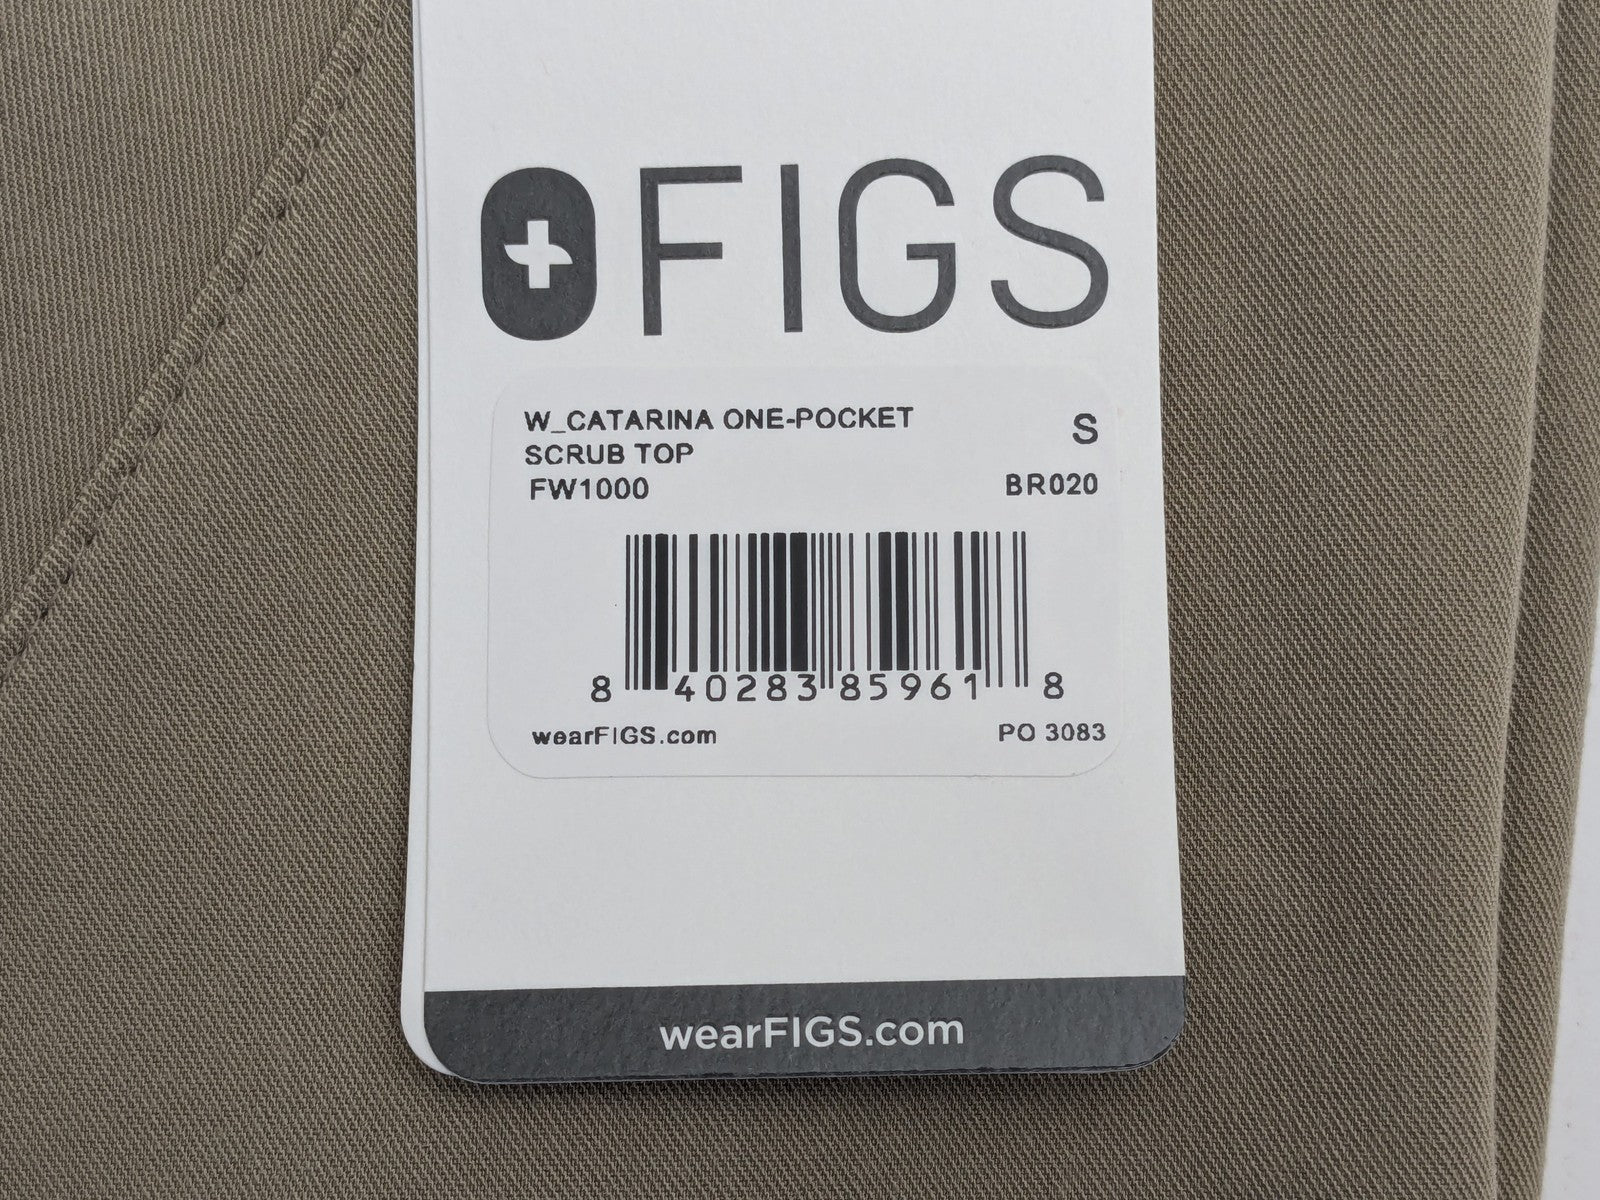 FIGS
W_CATARINA ONE-POCKET
SCRUB TOP
S
FW1000
BR020
8 40283 85961 8
wearFIGS.com
PO 3083
wearFIGS.com